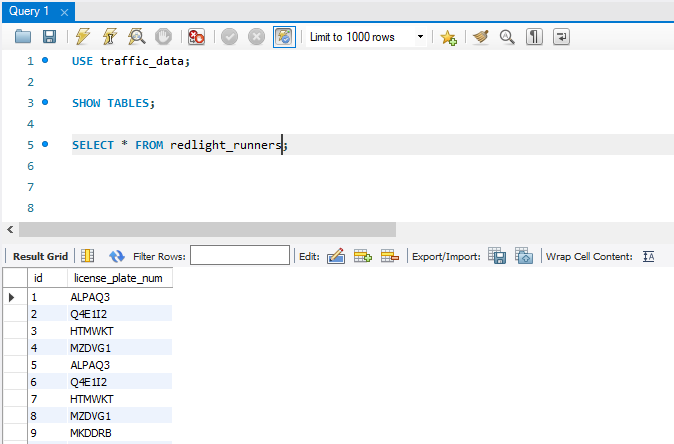 Query 1
Limit to 1000 rows
1 USE traffic_data;
2
3 SHOW TABLES;
4
5 SELECT * FROM redlight_runners;
6
7
8
Result Grid Filter Rows: Edit: Export/Import: Wrap Cell Content:
id license_plate_num
1 ALPAQ3
2 Q4E1I2
3 HTMWKT
4 MZDVG1
5 ALPAQ3
6 Q4E1I2
7 HTMWKT
8 MZDVG1
9 MKDDRB